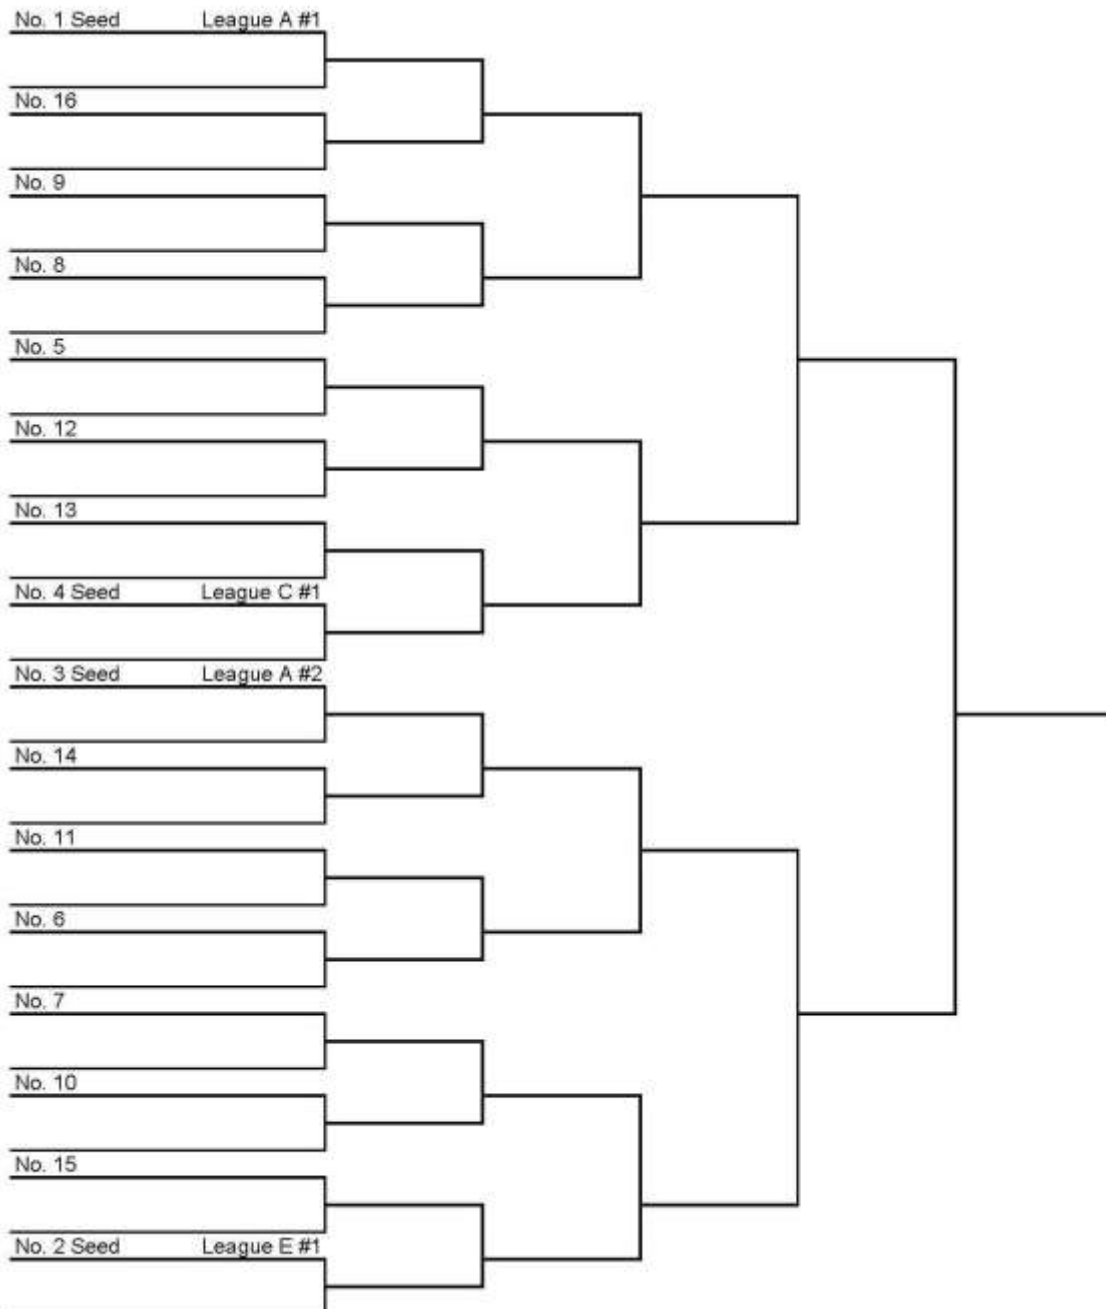 No. 1 Seed League A #1
No. 16
No. 9
No. 8
No. 5
No. 12
No. 13
No. 4 Seed League C #1
No. 3 Seed League A #2
No. 14
No. 11
No. 6
No. 7
No. 10
No. 15
No. 2 Seed League E #1